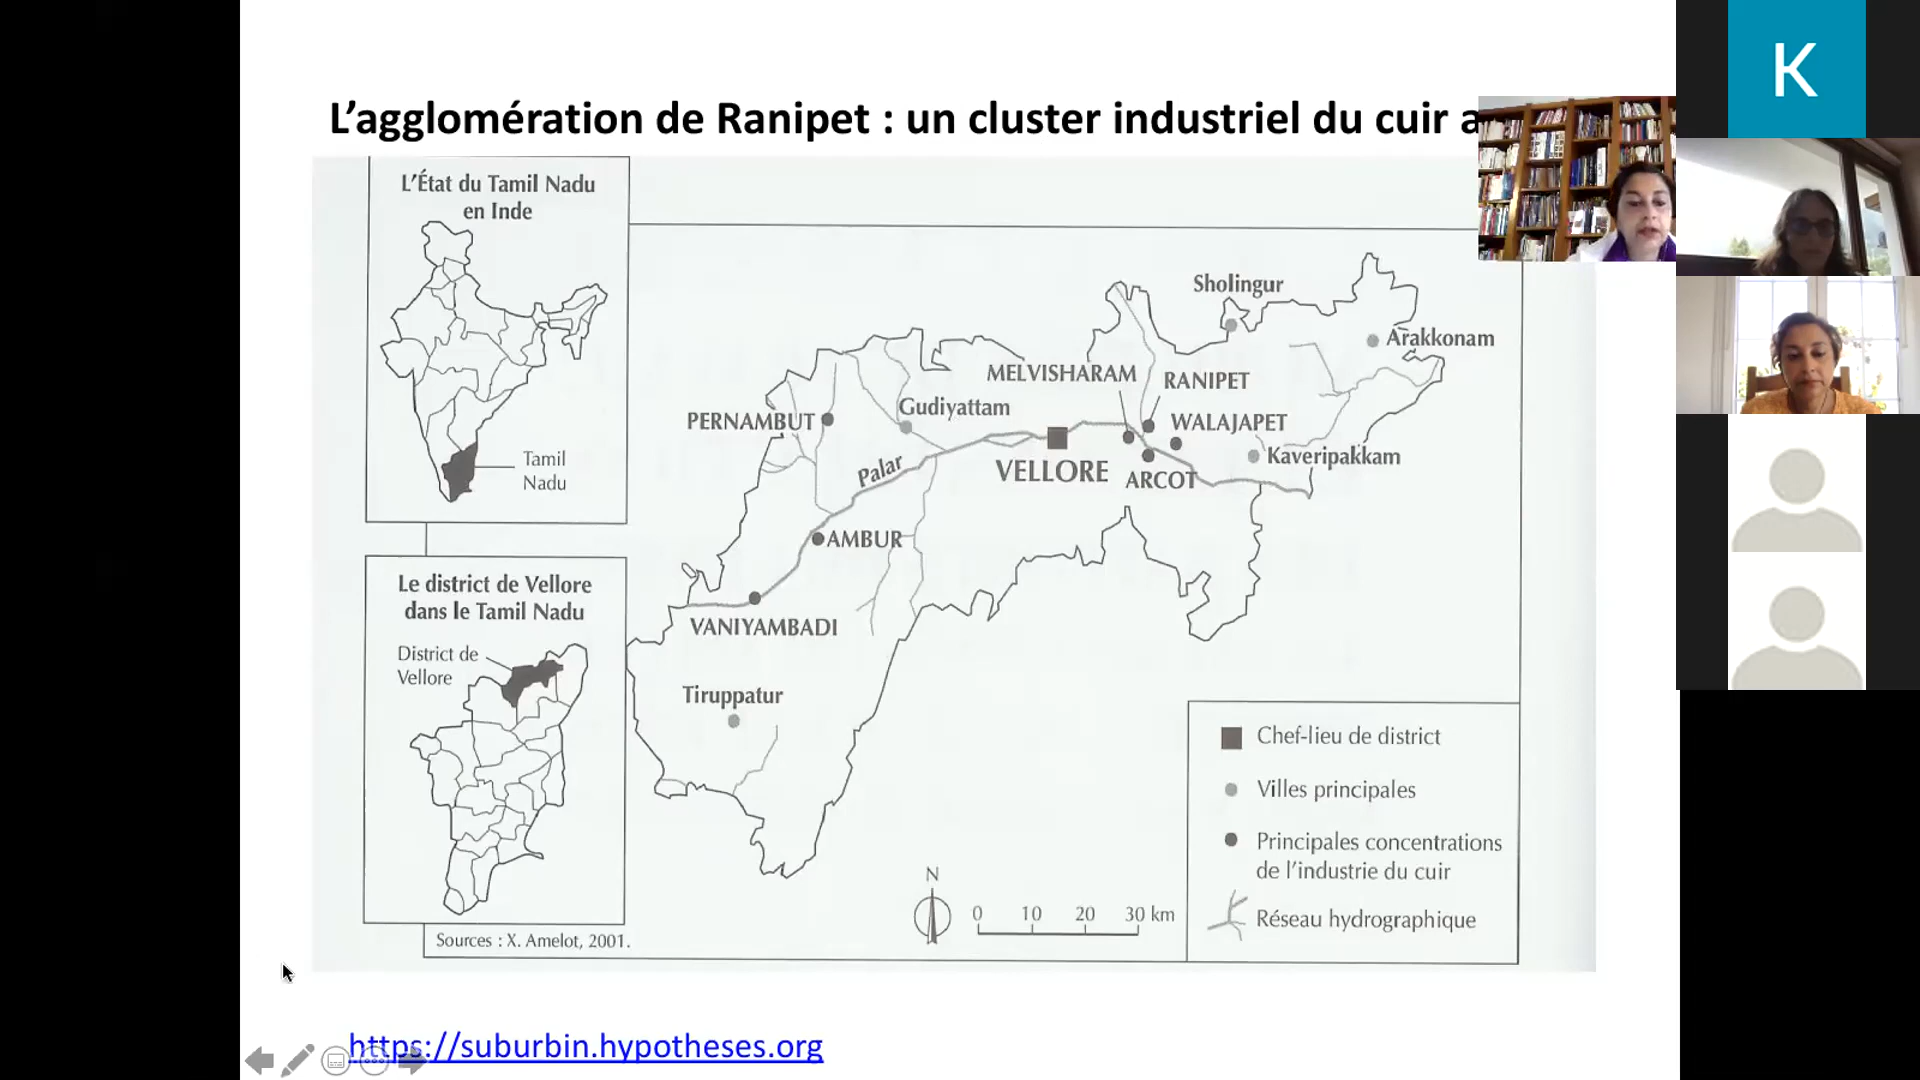 L’agglomération de Ranipet : un cluster industriel du cuir a
L’État du Tamil Nadu
en Inde
Tamil
Nadu
Le district de Vellore
dans le Tamil Nadu
District de
Vellore
Sources : X. Amelot, 2001.
Sholingur
Arakkonam
MELVISHARAM
RANIPET
PERNAMBUT
Gudiyattam
WALAJAPET
Kaveripakkam
Palar
VELLORE
ARCOT
AMBUR
VANIYAMBADI
Tiruppatur
N
0 10 20 30 km
Chef-lieu de district
Villes principales
Principales concentrations
de l’industrie du cuir
Réseau hydrographique
https://suburbin.hypotheses.org
K